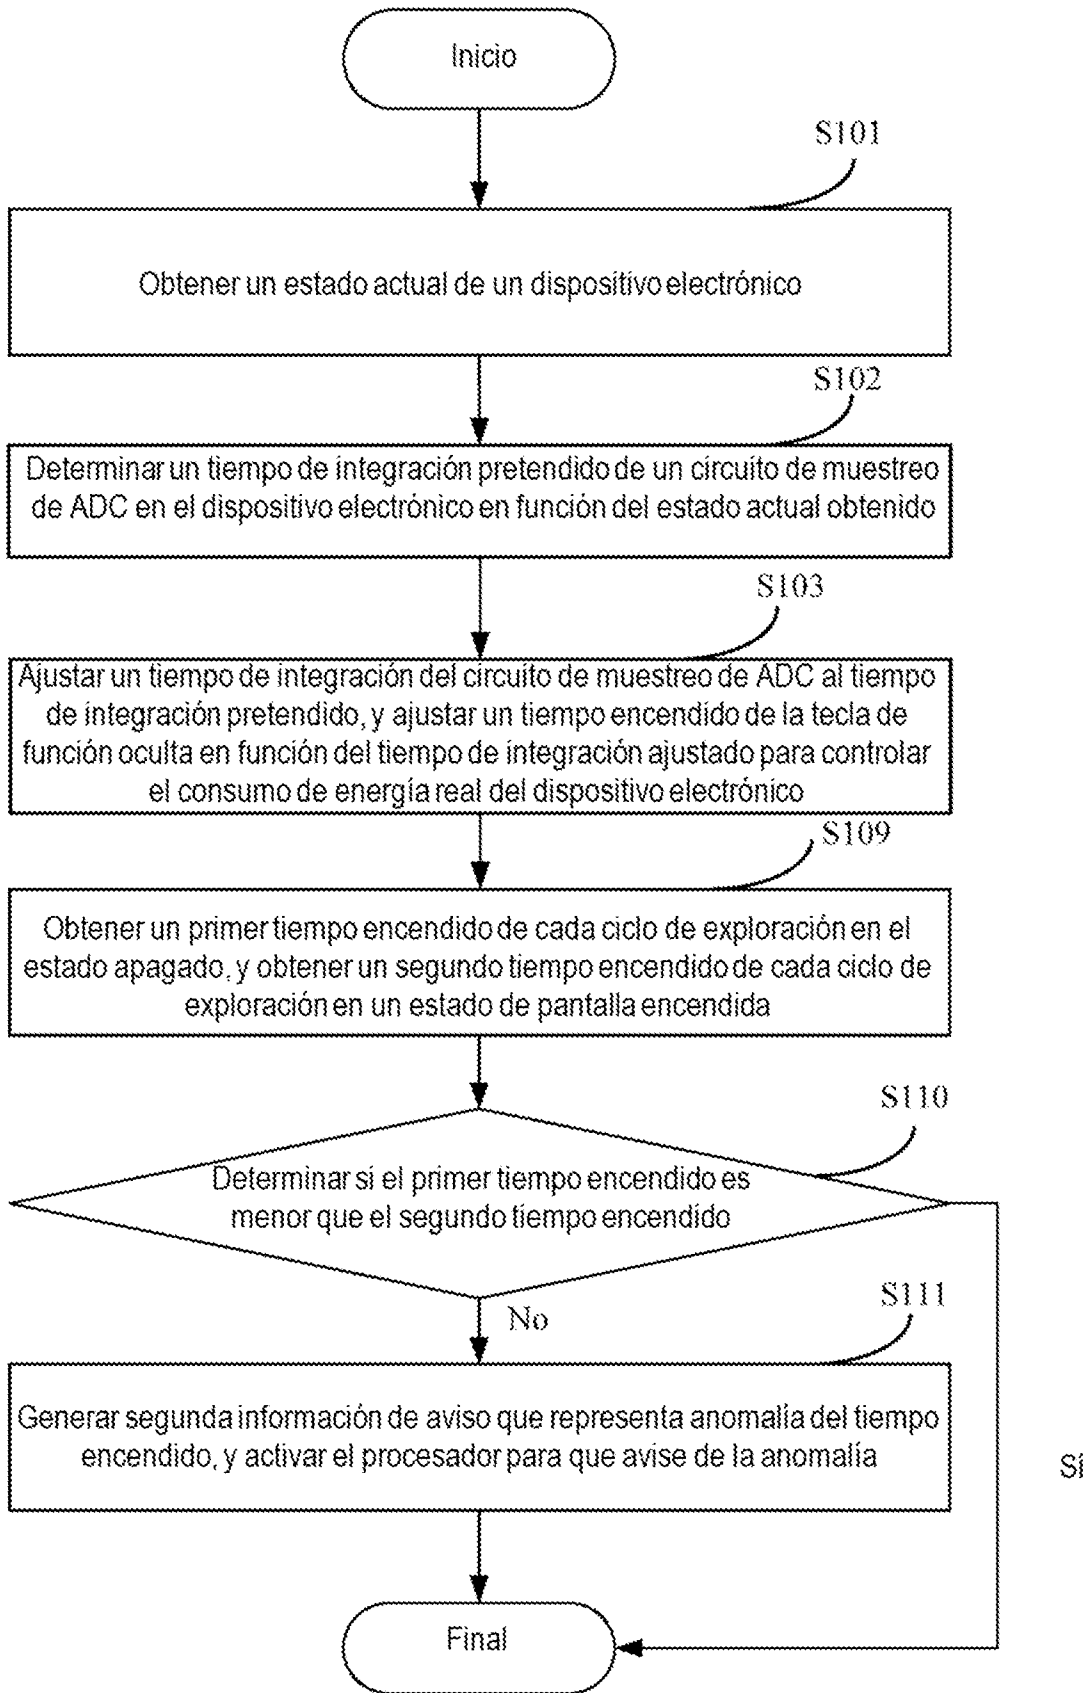 Inicio
S101
Obtener un estado actual de un dispositivo electrónico
S102
Determinar un tiempo de integración pretendido de un circuito de muestreo
de ADC en el dispositivo electrónico en función del estado actual obtenido
S103
Ajustar un tiempo de integración del circuito de muestreo de ADC al tiempo
de integración pretendido, y ajustar un tiempo encendido de la tecla de
función oculta en función del tiempo de integración ajustado para controlar
el consumo de energía real del dispositivo electrónico
S109
Obtener un primer tiempo encendido de cada ciclo de exploración en el
estado apagado, y obtener un segundo tiempo encendido de cada ciclo de
exploración en un estado de pantalla encendida
S110
Determinar si el primer tiempo encendido es
menor que el segundo tiempo encendido
No
S111
Generar segunda información de aviso que representa anomalía del tiempo
encendido, y activar el procesador para que avise de la anomalía
Sí
Final